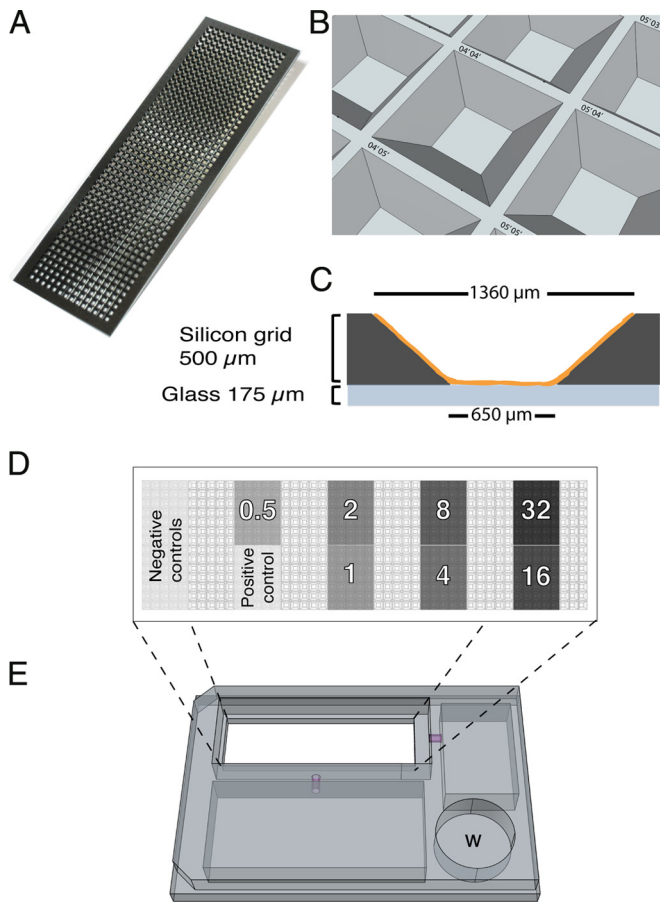 A
B
05'03
04'04'
05'04'
04'05'
05'05'
C
1360 µm
Silicon grid
500 µm
Glass 175 µm
650 µm
D
Negative
controls
0.5
2
8
32
Positive
control
1
4
16
E
W